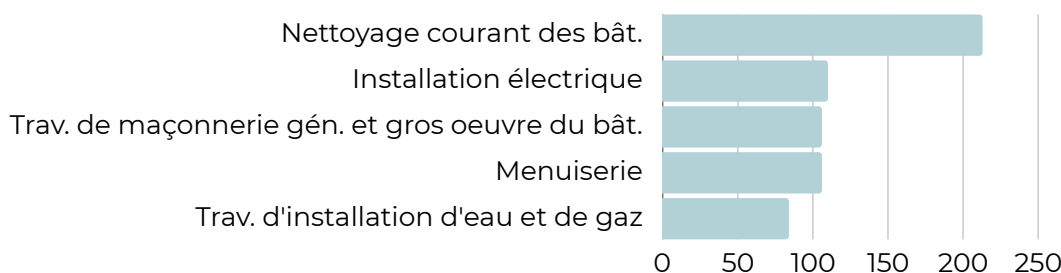 Nettoyage courant des bât.
Installation électrique
Trav. de maçonnerie gén. et gros oeuvre du bât.
Menuiserie
Trav. d'installation d'eau et de gaz
0 50 100 150 200 250